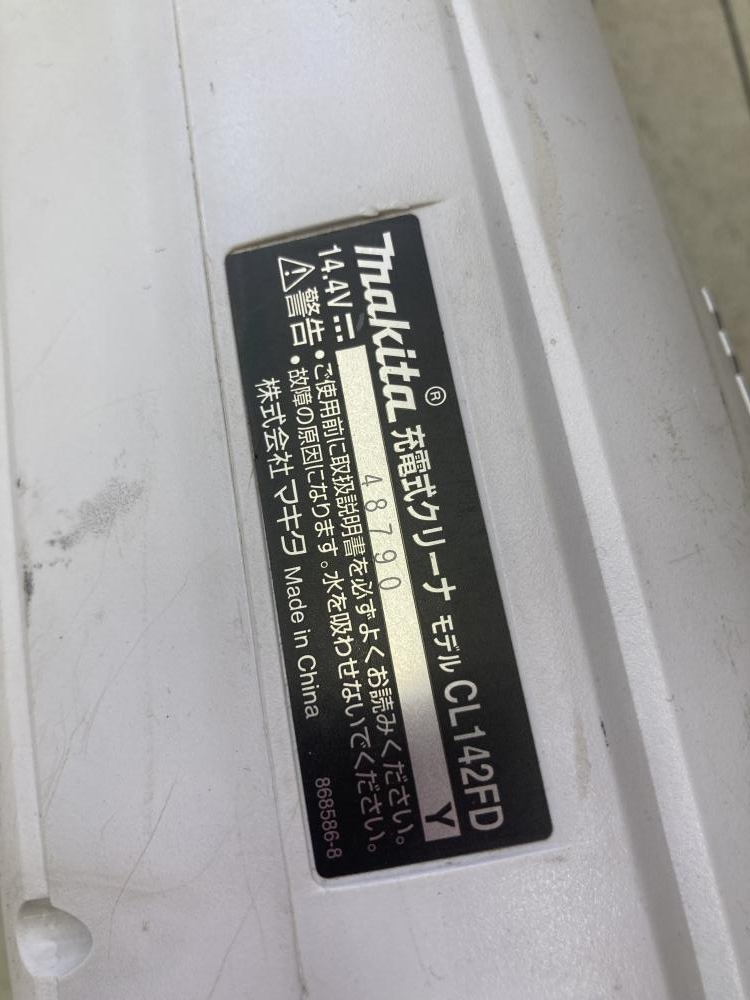 makita® 充電式クリーナ モデル CL142FD
14.4V ⎓ 48790 Y
⚠警告 •ご使用前に取扱説明書を必ずよくお読みください。
•故障の原因になります。水を吸わせないでください。
株式会社 マキタ Made in China 868586-8